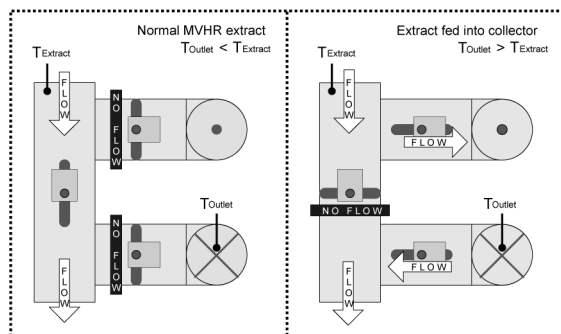 Normal MVHR extract
TOutlet < TExtract
TExtract
FLOW
NO FLOW
FLOW
NO FLOW
TOutlet
Extract fed into collector
TOutlet > TExtract
TExtract
FLOW
FLOW
NO FLOW
TOutlet
FLOW
FLOW